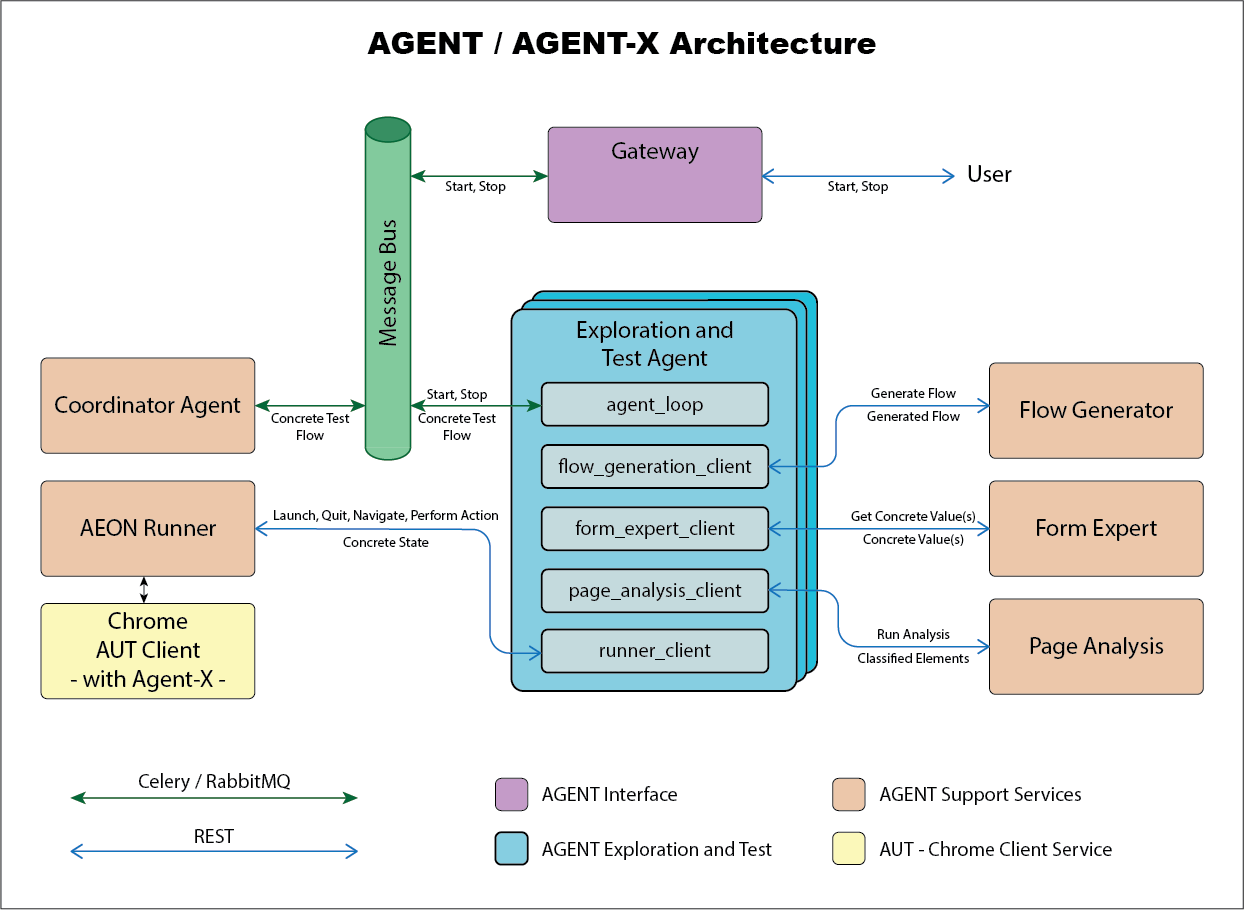 AGENT / AGENT-X Architecture
Message Bus
Gateway
Start, Stop
Start, Stop
User
Exploration and
Test Agent
agent_loop
flow_generation_client
form_expert_client
page_analysis_client
runner_client
Coordinator Agent
Concrete Test
Flow
Start, Stop
Concrete Test
Flow
Generate Flow
Generated Flow
Flow Generator
AEON Runner
Launch, Quit, Navigate, Perform Action
Concrete State
Get Concrete Value(s)
Concrete Value(s)
Form Expert
Chrome
AUT Client
- with Agent-X -
Run Analysis
Classified Elements
Page Analysis
Celery / RabbitMQ
REST
AGENT Interface
AGENT Exploration and Test
AGENT Support Services
AUT - Chrome Client Service